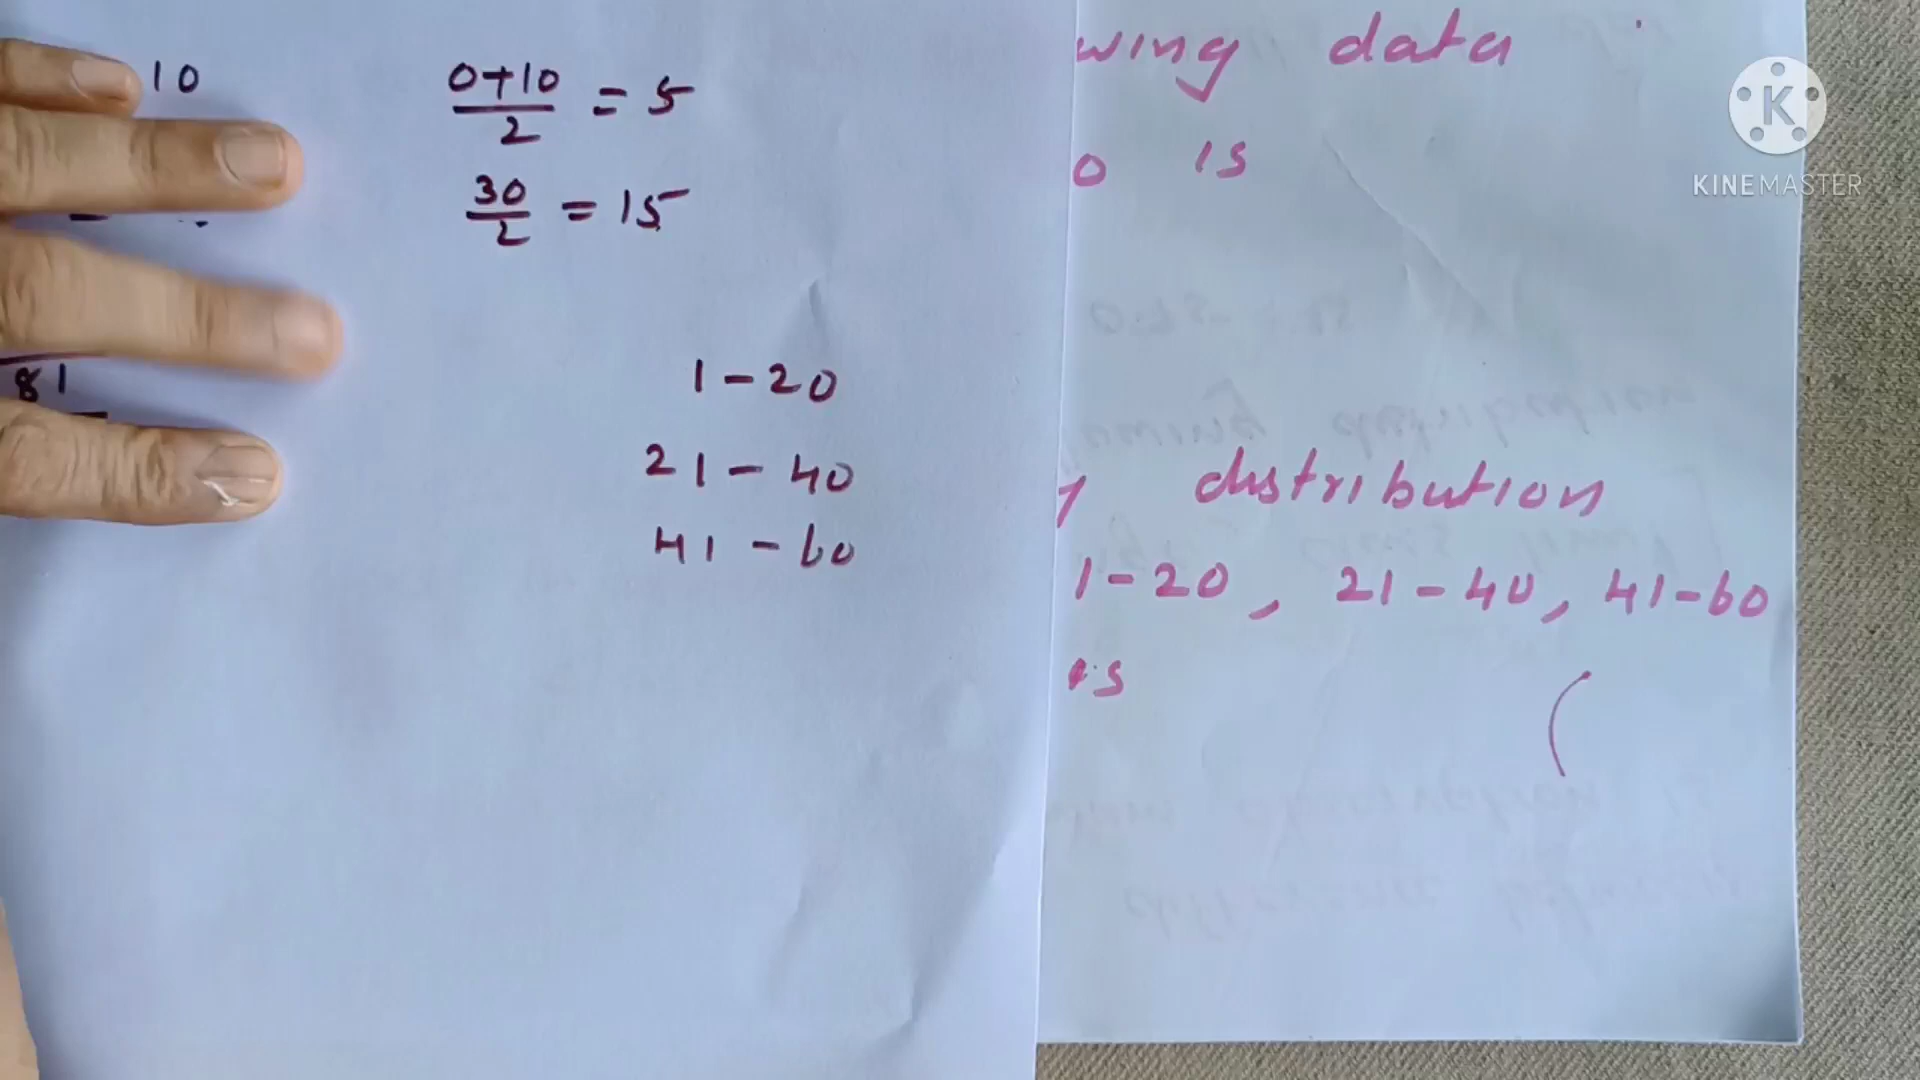 10
0+10
2
= 5
30
2
= 15
81
1-20
21-40
41-60
wing data
0 is
y distribution
1-20, 21-40, 41-60
is
(
K
KINEMASTER